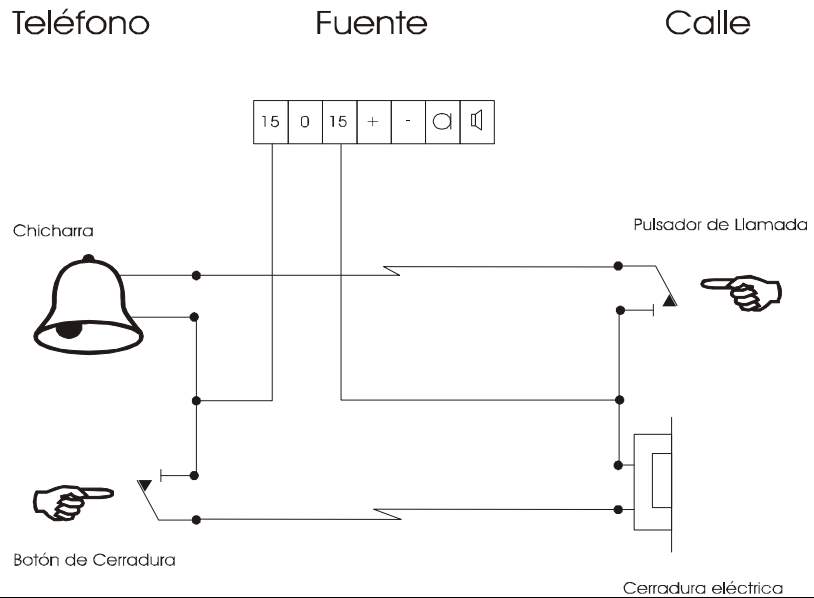 Teléfono Fuente Calle
15 0 15 + -
Pulsador de Llamada
Chicharra
Botón de Cerradura
Cerradura eléctrica